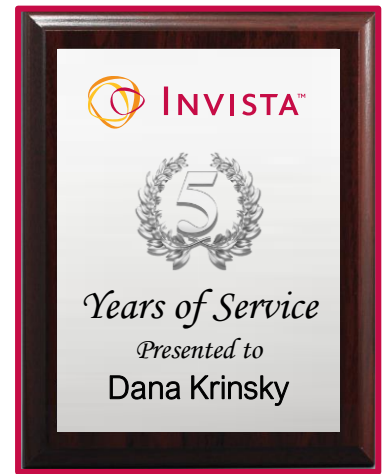 INVISTA™
5
Years of Service
Presented to
Dana Krinsky